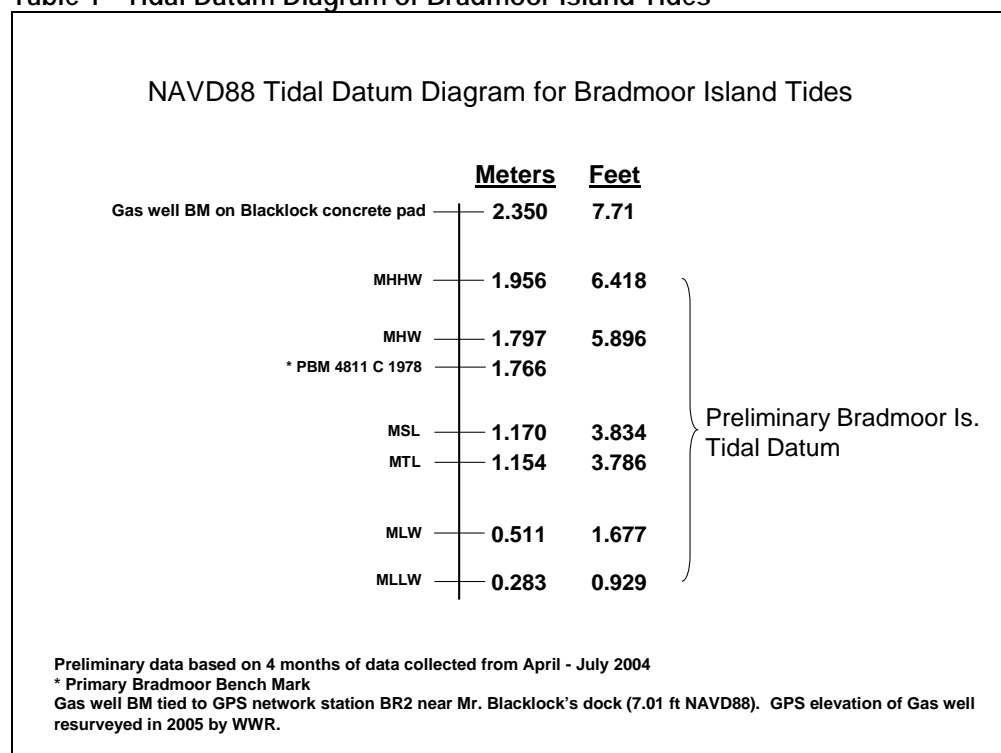 Table 1 - Tidal Datum Diagram of Bradmoor Island Tides
NAVD88 Tidal Datum Diagram for Bradmoor Island Tides
Meters Feet
Gas well BM on Blacklock concrete pad 2.350 7.71
MHHW 1.956 6.418
MHW 1.797 5.896
* PBM 4811 C 1978 1.766
MSL 1.170 3.834
MTL 1.154 3.786
MLW 0.511 1.677
MLLW 0.283 0.929
Preliminary Bradmoor Is.
Tidal Datum
Preliminary data based on 4 months of data collected from April - July 2004
* Primary Bradmoor Bench Mark
Gas well BM tied to GPS network station BR2 near Mr. Blacklock's dock (7.01 ft NAVD88). GPS elevation of Gas well
resurveyed in 2005 by WWR.